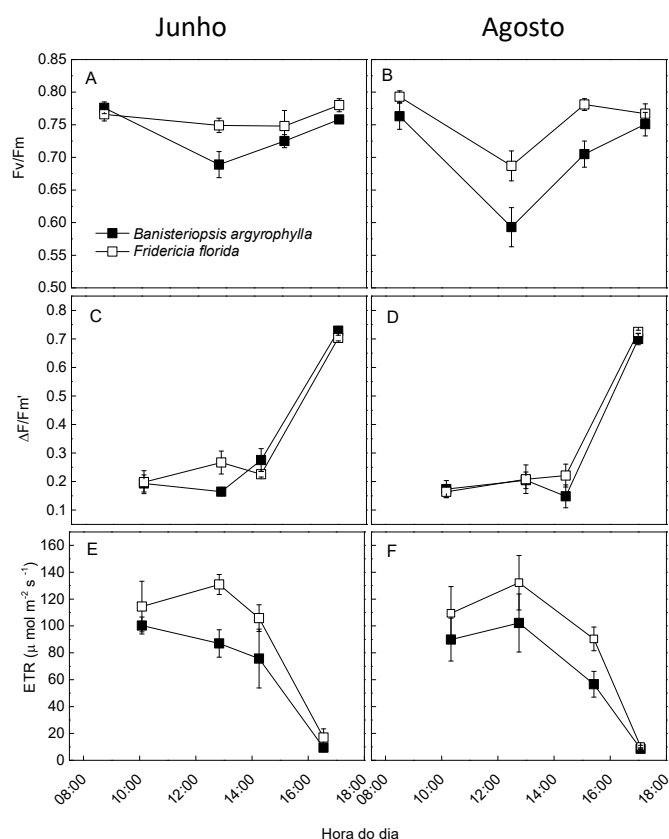 Junho Agosto
0.85
A B
0.80
0.75
0.70
Fv/Fm
0.65
0.60
Banisteriopsis argyrophylla
0.55
Fridericia florida
0.50
0.8
C D
0.7
0.6
0.5
ΔF/Fm'
0.4
0.3
0.2
0.1
160
E F
140
120
100
80
ETR (μ mol m⁻² s ⁻¹)
60
40
20
0
08:00 10:00 12:00 14:00 16:00 18:00 08:00 10:00 12:00 14:00 16:00 18:00
Hora do dia